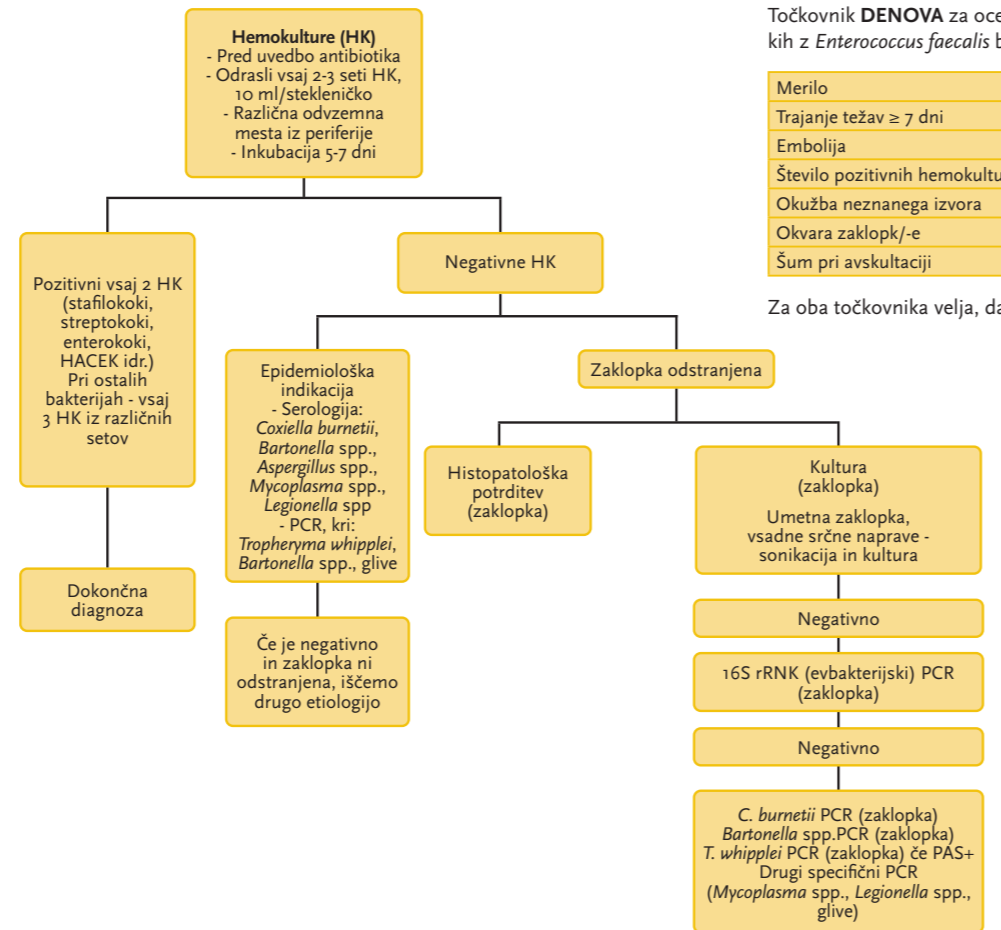 Hemokulture (HK)
- Pred uvedbo antibiotika
- Odrasli vsaj 2-3 seti HK,
10 ml/stekleničko
- Različna odvzemna
mesta iz periferije
- Inkubacija 5-7 dni
Pozitivni vsaj 2 HK
(stafilokoki,
streptokoki,
enterokoki,
HACEK idr.)
Pri ostalih
bakterijah - vsaj
3 HK iz različnih
setov
Dokončna
diagnoza
Negativne HK
Epidemiološka
indikacija
- Serologija:
Coxiella burnetii,
Bartonella spp.,
Aspergillus spp.,
Mycoplasma spp.,
Legionella spp
- PCR, kri:
Tropheryma whipplei,
Bartonella spp., glive
Če je negativno
in zaklopka ni
odstranjena, iščemo
drugo etiologijo
Zaklopka odstranjena
Histopatološka
potrditev
(zaklopka)
Kultura
(zaklopka)
Umetna zaklopka,
vsadne srčne naprave -
sonikacija in kultura
Negativno
16S rRNK (evbakterijski) PCR
(zaklopka)
Negativno
C. burnetii PCR (zaklopka)
Bartonella spp.PCR (zaklopka)
T. whipplei PCR (zaklopka) če PAS+
Drugi specifični PCR
(Mycoplasma spp., Legionella spp.,
glive)
Točkovnik DENOVA za oce
kih z Enterococcus faecalis b
Merilo
Trajanje težav ≥ 7 dni
Embolija
Število pozitivnih hemokultu
Okužba neznanega izvora
Okvara zaklopk/-e
Šum pri avskultaciji
Za oba točkovnika velja, da